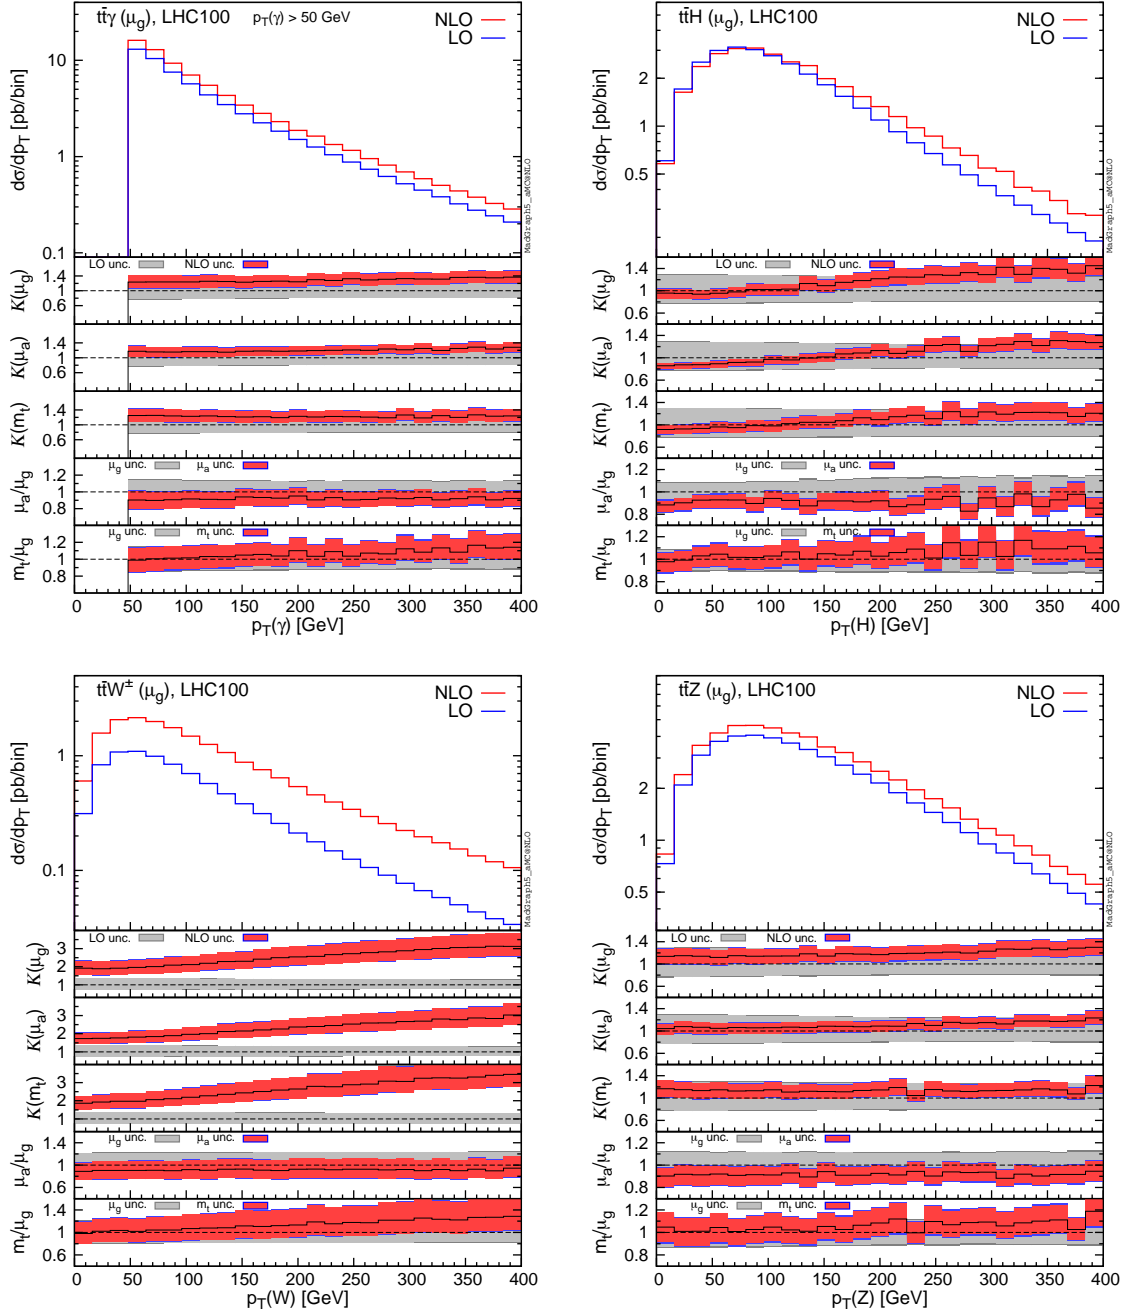 tt̄γ (μg), LHC100 pT(γ) > 50 GeV
NLO
LO
dσ/dpT [pb/bin]
10
1
0.1
MadGraph5_aMC@NLO
LO unc. NLO unc.
K(μg)
1.4
1
0.6
K(μa)
1.4
1
0.6
K(mt)
1.4
1
0.6
μg unc. μa unc.
μa/μg
1.2
1
0.8
μg unc. mt unc.
mt/μg
1.2
1
0.8
0 50 100 150 200 250 300 350 400
pT(γ) [GeV]
tt̄H (μg), LHC100
NLO
LO
dσ/dpT [pb/bin]
2
1
0.5
MadGraph5_aMC@NLO
LO unc. NLO unc.
K(μg)
1.4
1
0.6
K(μa)
1.4
1
0.6
K(mt)
1.4
1
0.6
μg unc. μa unc.
μa/μg
1.2
1
0.8
μg unc. mt unc.
mt/μg
1.2
1
0.8
0.7
0 50 100 150 200 250 300 350 400
pT(H) [GeV]
tt̄W± (μg), LHC100
NLO
LO
dσ/dpT [pb/bin]
1
0.1
MadGraph5_aMC@NLO
LO unc. NLO unc.
K(μg)
3
2
1
K(μa)
3
2
1
K(mt)
3
2
1
μg unc. μa unc.
μa/μg
1.4
1
0.6
μg unc. mt unc.
mt/μg
1.4
1
0.6
0 50 100 150 200 250 300 350 400
pT(W) [GeV]
tt̄Z (μg), LHC100
NLO
LO
dσ/dpT [pb/bin]
2
1
0.5
MadGraph5_aMC@NLO
LO unc. NLO unc.
K(μg)
1.4
1
0.6
K(μa)
1.4
1
0.6
K(mt)
1.4
1
0.6
μg unc. μa unc.
μa/μg
1.2
1
0.8
μg unc. mt unc.
mt/μg
1.2
1
0.8
0.7
0 50 100 150 200 250 300 350 400
pT(Z) [GeV]